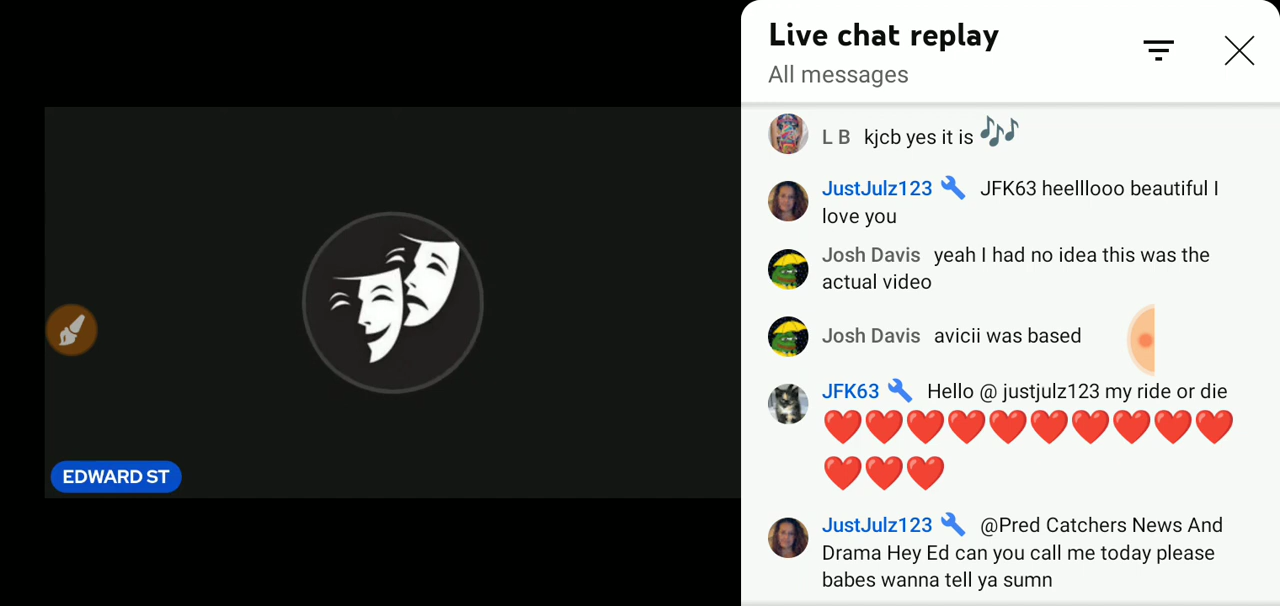 Live chat replay
All messages
L B kjcb yes it is 🎶
JustJulz123 🔧 JFK63 heelllooo beautiful I
love you
Josh Davis yeah I had no idea this was the
actual video
Josh Davis avicii was based
JFK63 🔧 Hello @ justjulz123 my ride or die
❤️❤️❤️❤️❤️❤️❤️❤️❤️❤️
❤️❤️❤️
JustJulz123 🔧 @Pred Catchers News And
Drama Hey Ed can you call me today please
babes wanna tell ya sumn
EDWARD ST